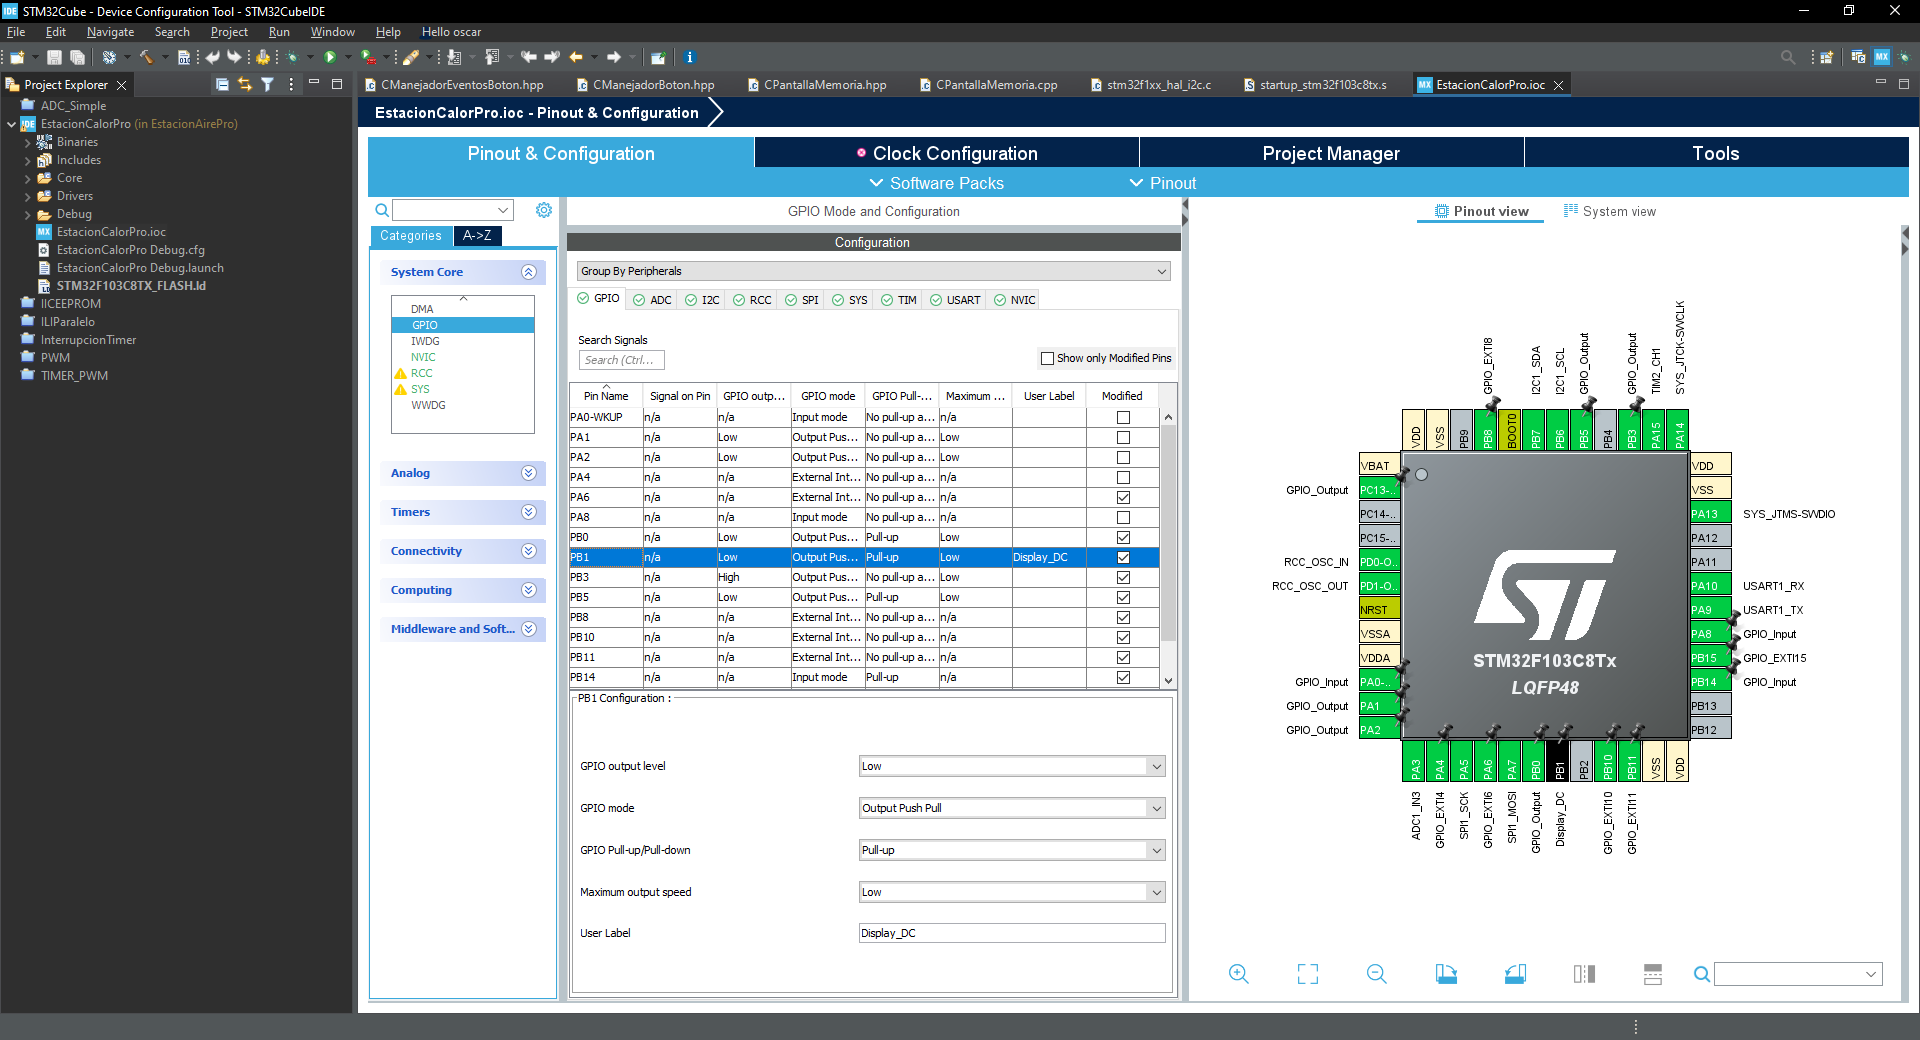 STM32Cube - Device Configuration Tool - STM32CubeIDE
File Edit Navigate Search Project Run Window Help Hello oscar
Project Explorer
CManejadorEventosBoton.hpp CManejadorBoton.hpp CPantallaMemoria.hpp CPantallaMemoria.cpp stm32f1xx_hal_i2c.c startup_stm32f103c8tx.s MX EstacionCalorPro.ioc
ADC_Simple
EstacionCalorPro (in EstacionAirePro)
Binaries
Includes
Core
Drivers
Debug
EstacionCalorPro.ioc
EstacionCalorPro Debug.cfg
EstacionCalorPro Debug.launch
STM32F103C8TX_FLASH.ld
IICEEPROM
ILIParalelo
InterrupcionTimer
PWM
TIMER_PWM
EstacionCalorPro.ioc - Pinout & Configuration
Pinout & Configuration Clock Configuration Project Manager Tools
Software Packs Pinout
Categories A->Z
System Core
DMA
GPIO
IWDG
NVIC
RCC
SYS
WWDG
Analog
Timers
Connectivity
Computing
Middleware and Soft...
GPIO Mode and Configuration
Configuration
Group By Peripherals
GPIO ADC I2C RCC SPI SYS TIM USART NVIC
Search Signals
Search (Ctrl...
Show only Modified Pins
Pin Name Signal on Pin GPIO outp... GPIO mode GPIO Pull-... Maximum ... User Label Modified
PA0-WKUP n/a n/a Input mode No pull-up a... n/a
PA1 n/a Low Output Pus... No pull-up a... Low
PA2 n/a Low Output Pus... No pull-up a... Low
PA4 n/a n/a External Int... No pull-up a... n/a
PA6 n/a n/a External Int... No pull-up a... n/a
PA8 n/a n/a Input mode No pull-up a... n/a
PB0 n/a Low Output Pus... Pull-up Low
PB1 n/a Low Output Pus... Pull-up Low Display_DC
PB3 n/a High Output Pus... No pull-up a... Low
PB5 n/a Low Output Pus... Pull-up Low
PB8 n/a n/a External Int... No pull-up a... n/a
PB10 n/a n/a External Int... No pull-up a... n/a
PB11 n/a n/a External Int... No pull-up a... n/a
PB14 n/a n/a Input mode Pull-up n/a
PB1 Configuration :
GPIO output level Low
GPIO mode Output Push Pull
GPIO Pull-up/Pull-down Pull-up
Maximum output speed Low
User Label Display_DC
Pinout view System view
GPIO_EXTI8 I2C1_SDA I2C1_SCL GPIO_Output GPIO_Output TIM2_CH1 SYS_JTCK-SWCLK
VDD VSS PB9 PB8 BOOT0 PB7 PB6 PB5 PB4 PB3 PA15 PA14
VBAT VDD
GPIO_Output PC13-.. VSS
PC14-.. PA13 SYS_JTMS-SWDIO
PC15-.. PA12
RCC_OSC_IN PD0-O.. PA11
RCC_OSC_OUT PD1-O.. PA10 USART1_RX
NRST PA9 USART1_TX
VSSA PA8 GPIO_Input
VDDA PB15 GPIO_EXTI15
GPIO_Input PA0-.. PB14 GPIO_Input
GPIO_Output PA1 PB13
GPIO_Output PA2 PB12
STM32F103C8Tx
LQFP48
PA3 PA4 PA5 PA6 PA7 PB0 PB1 PB2 PB10 PB11 VSS VDD
ADC1_IN3 GPIO_EXTI4 SPI1_SCK GPIO_EXTI6 SPI1_MOSI GPIO_Output Display_DC GPIO_EXTI10 GPIO_EXTI11